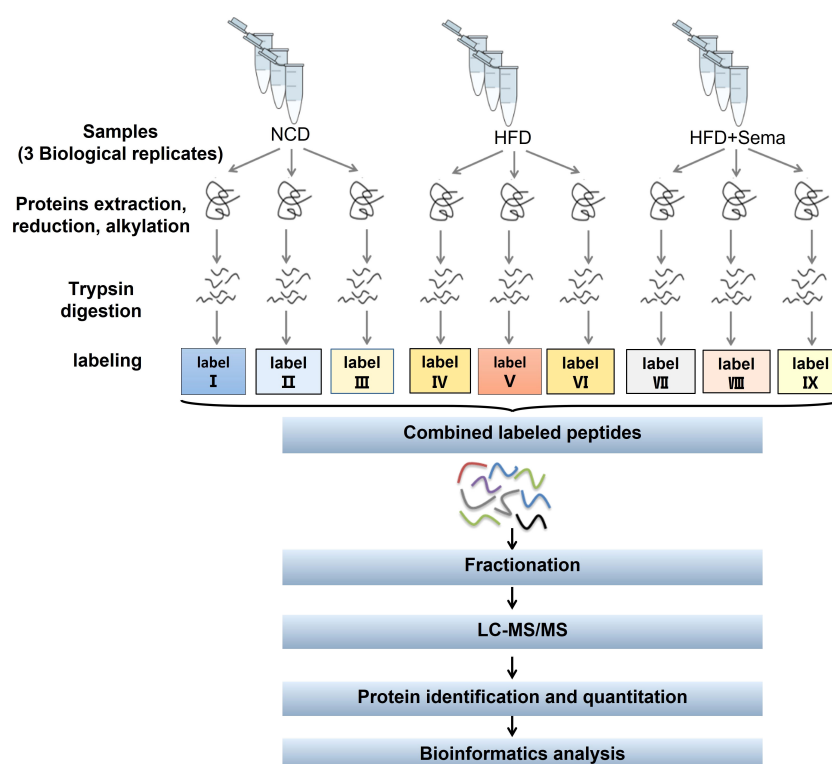 Samples
(3 Biological replicates)
NCD
HFD
HFD+Sema
Proteins extraction,
reduction, alkylation
Trypsin
digestion
labeling
label
Ⅰ
label
Ⅱ
label
Ⅲ
label
Ⅳ
label
Ⅴ
label
Ⅵ
label
Ⅶ
label
Ⅷ
label
Ⅸ
Combined labeled peptides
Fractionation
LC-MS/MS
Protein identification and quantitation
Bioinformatics analysis